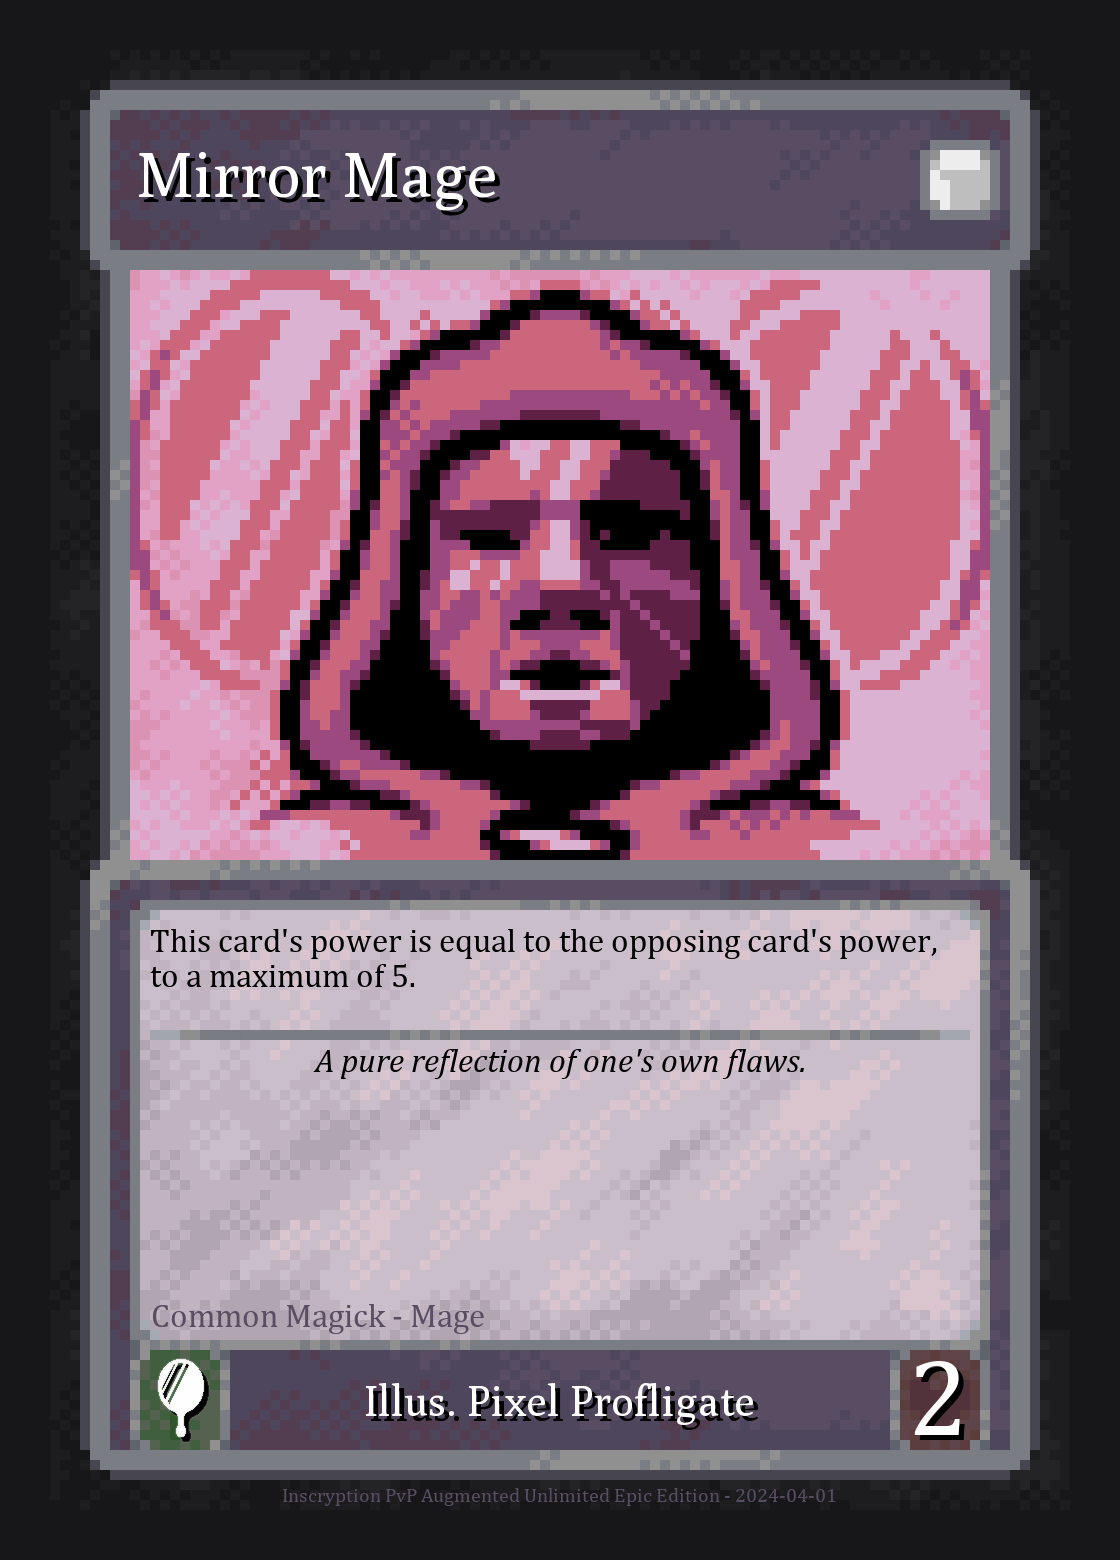 Mirror Mage
This card's power is equal to the opposing card's power,
to a maximum of 5.
A pure reflection of one's own flaws.
Common Magick - Mage
Illus. Pixel Profligate
2
Inscryption PvP Augmented Unlimited Epic Edition - 2024-04-01